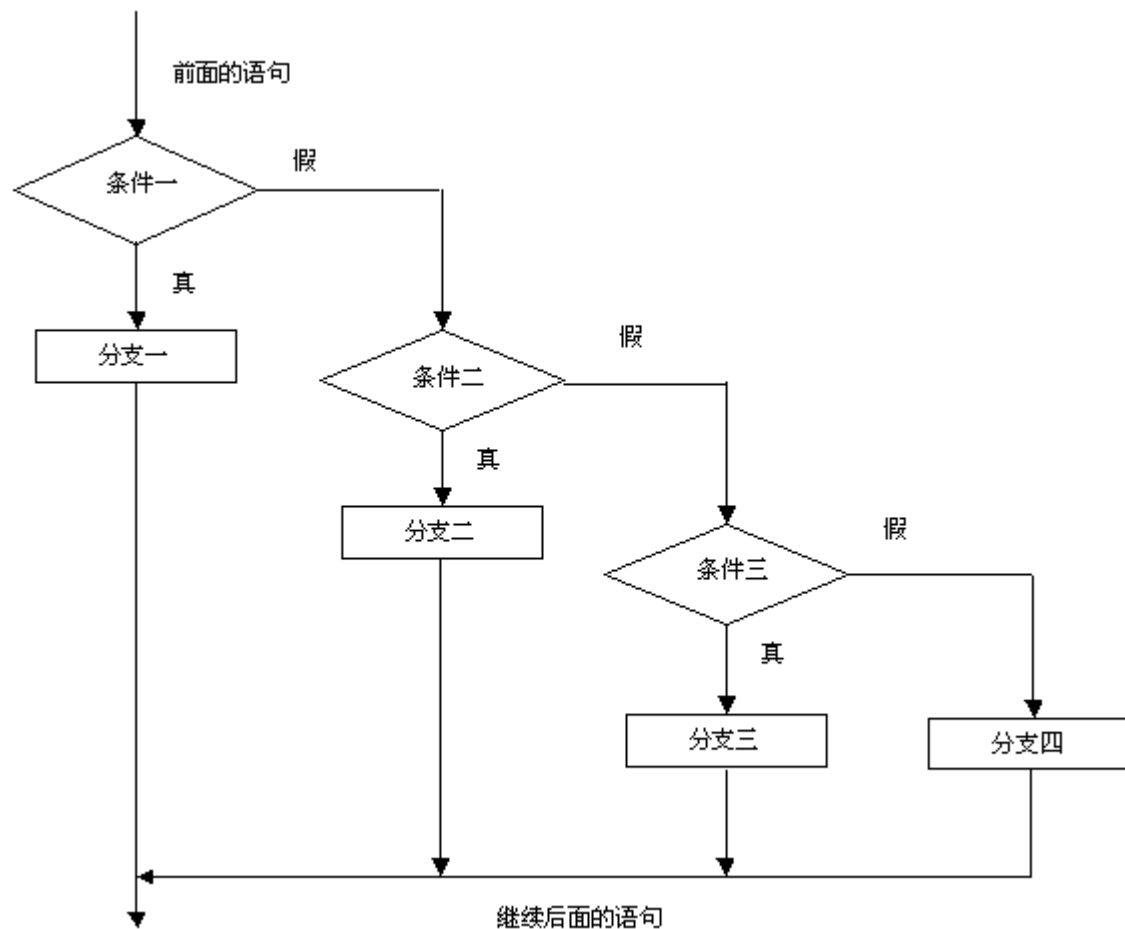 前面的语句
假
条件一
真
分支一
假
条件二
真
分支二
假
条件三
真
分支三
分支四
继续后面的语句